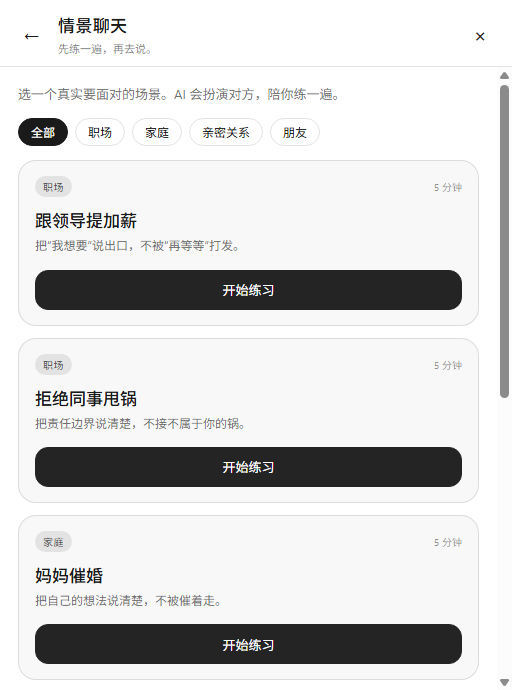 情景聊天
先练一遍，再去说。
选一个真实要面对的场景。AI 会扮演对方，陪你练一遍。
全部 职场 家庭 亲密关系 朋友
职场 5 分钟
跟领导提加薪
把"我想要"说出口，不被"再等等"打发。
开始练习
职场 5 分钟
拒绝同事甩锅
把责任边界说清楚，不接不属于你的锅。
开始练习
家庭 5 分钟
妈妈催婚
把自己的想法说清楚，不被催着走。
开始练习